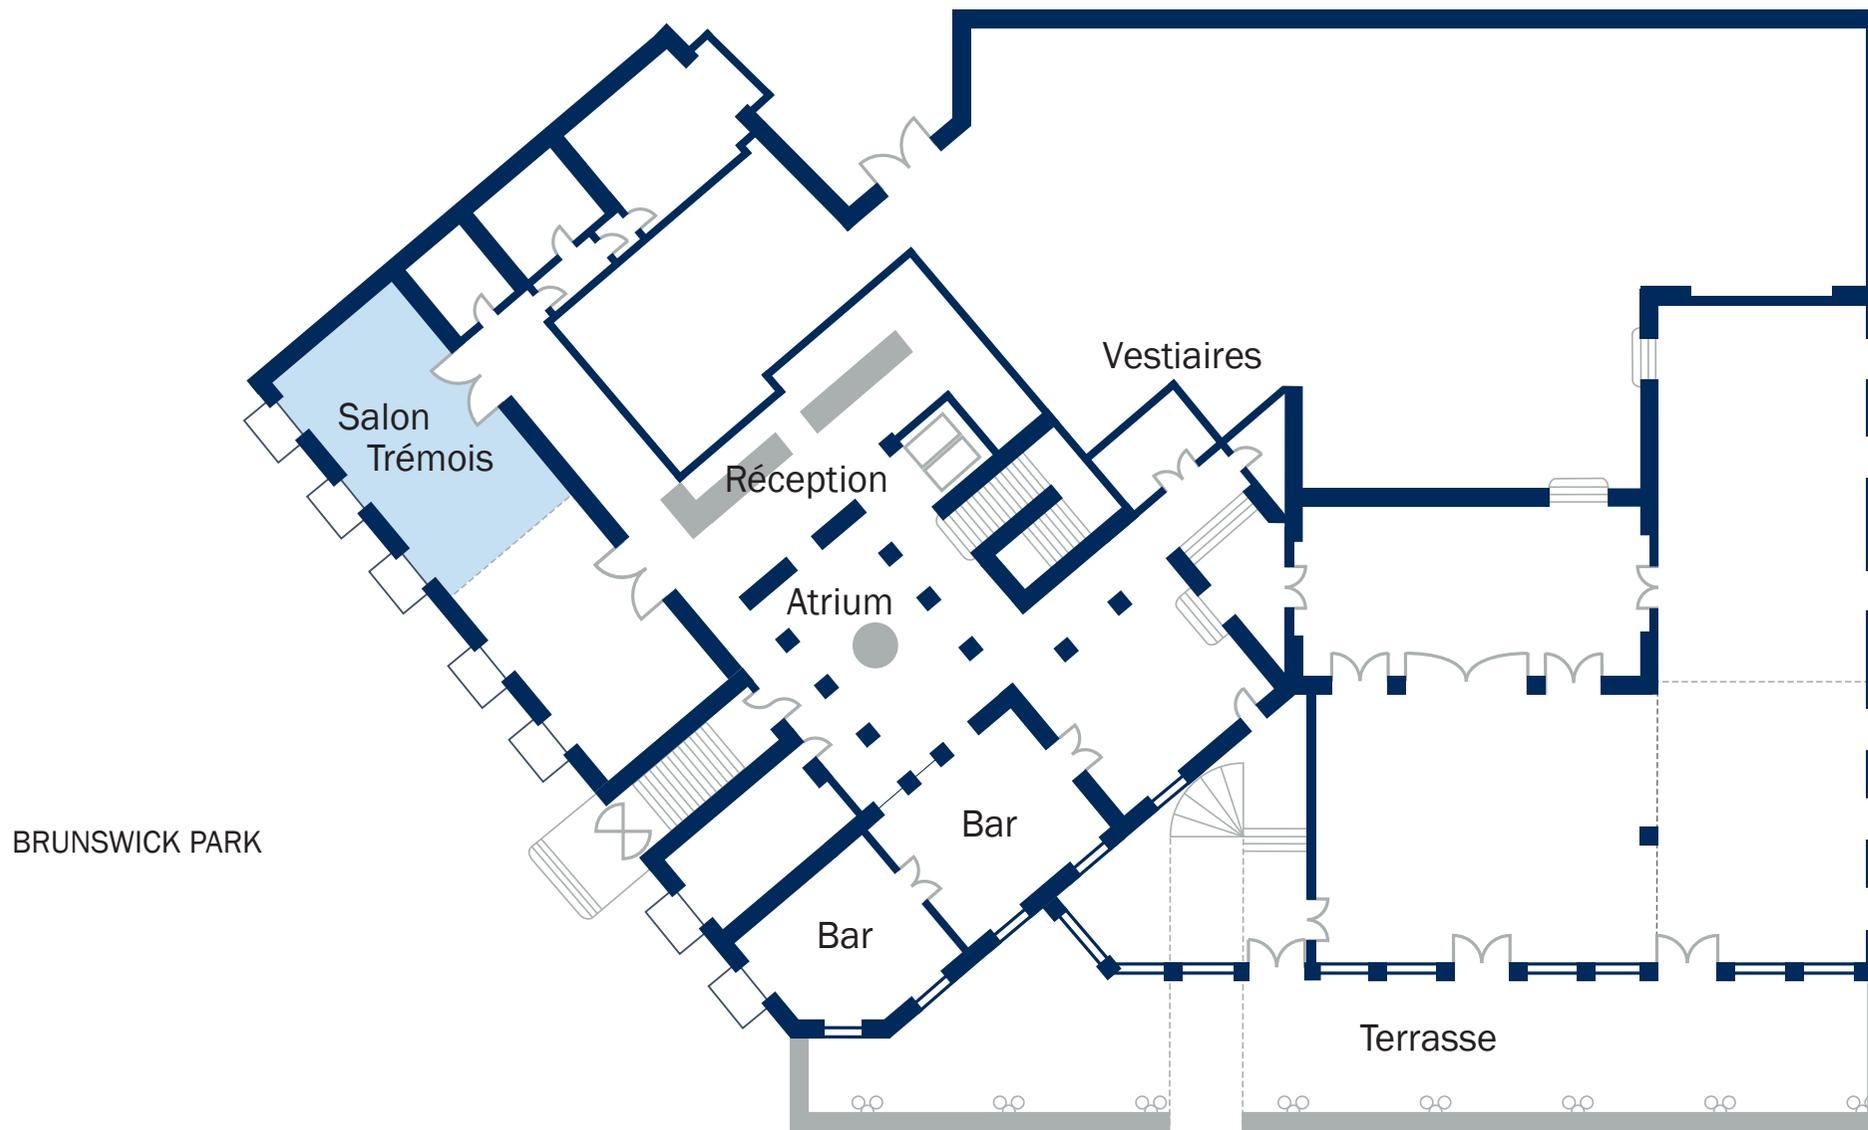 Vestiaires
Salon
Trémois
Réception
Atrium
Bar
BRUNSWICK PARK
Bar
Terrasse